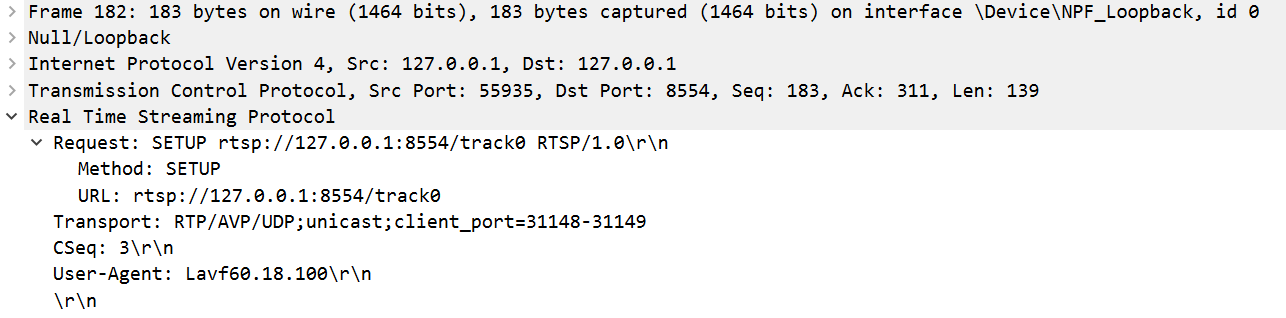 Frame 182: 183 bytes on wire (1464 bits), 183 bytes captured (1464 bits) on interface \Device\NPF_Loopback, id 0
Null/Loopback
Internet Protocol Version 4, Src: 127.0.0.1, Dst: 127.0.0.1
Transmission Control Protocol, Src Port: 55935, Dst Port: 8554, Seq: 183, Ack: 311, Len: 139
Real Time Streaming Protocol
Request: SETUP rtsp://127.0.0.1:8554/track0 RTSP/1.0\r\n
Method: SETUP
URL: rtsp://127.0.0.1:8554/track0
Transport: RTP/AVP/UDP;unicast;client_port=31148-31149
CSeq: 3\r\n
User-Agent: Lavf60.18.100\r\n
\r\n